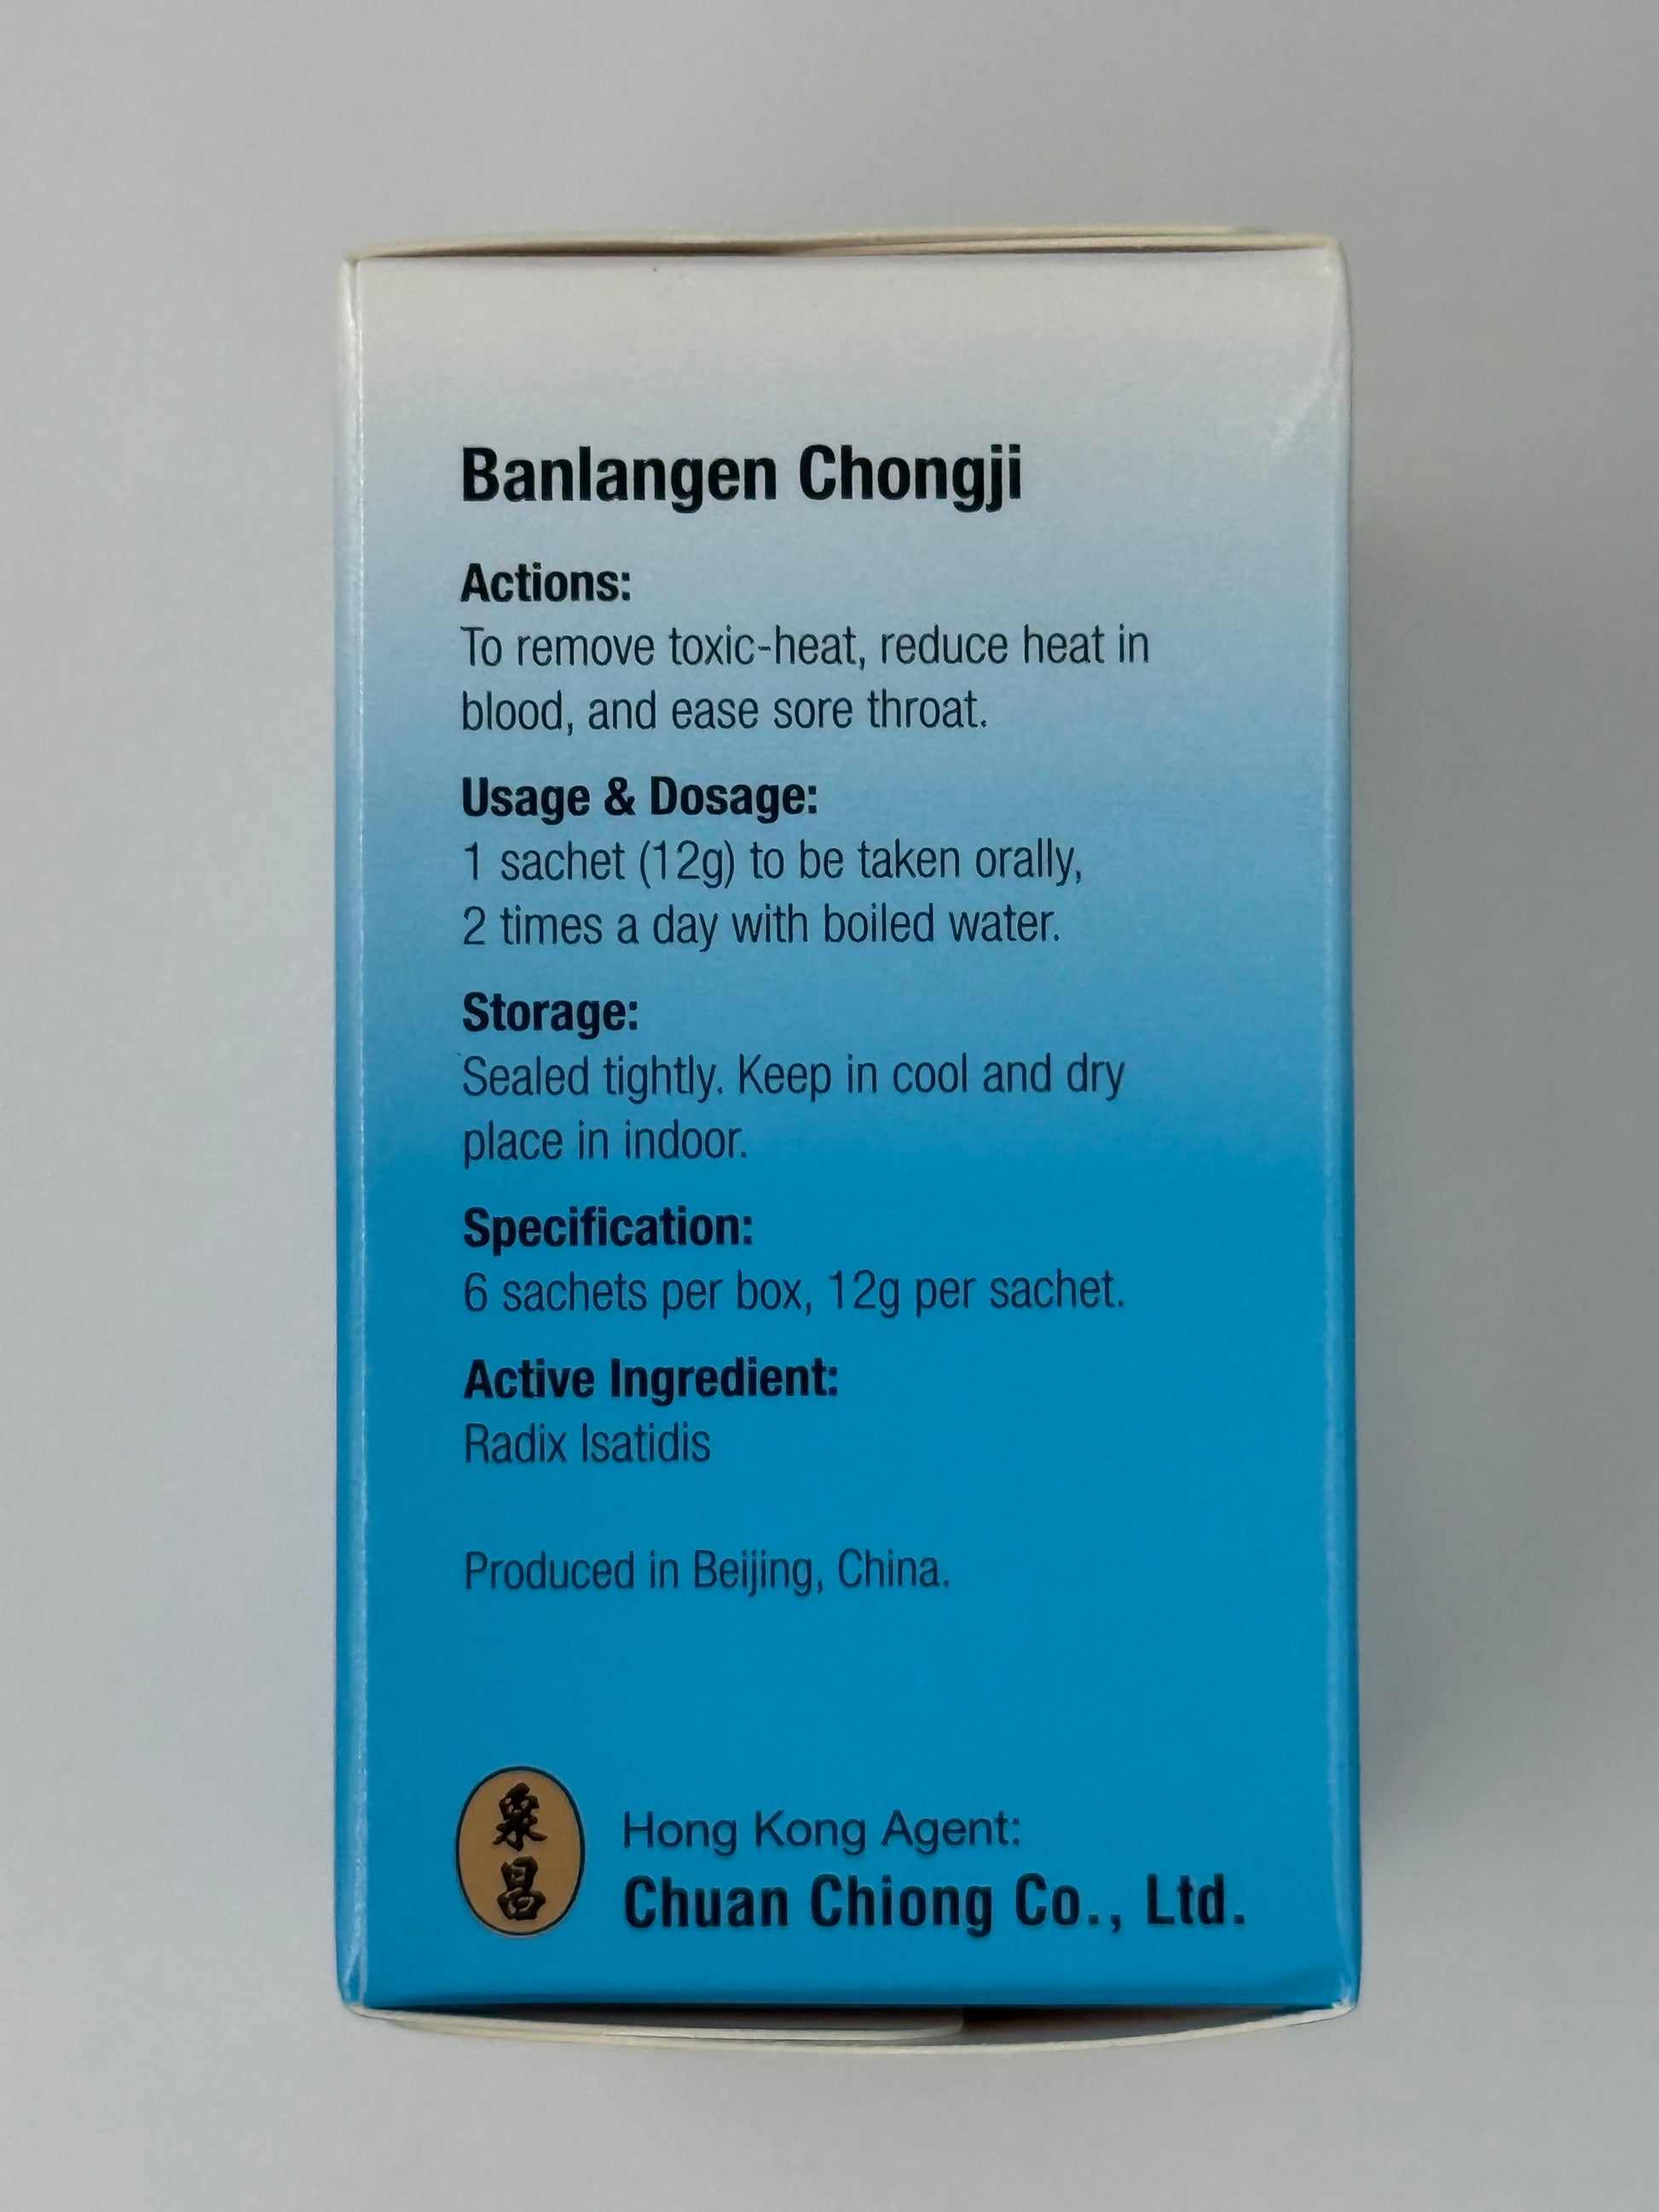 Banlangen Chongji
Actions:
To remove toxic-heat, reduce heat in
blood, and ease sore throat.
Usage & Dosage:
1 sachet (12g) to be taken orally,
2 times a day with boiled water.
Storage:
Sealed tightly. Keep in cool and dry
place in indoor.
Specification:
6 sachets per box, 12g per sachet.
Active Ingredient:
Radix Isatidis
Produced in Beijing, China.
泉
昌
Hong Kong Agent:
Chuan Chiong Co., Ltd.